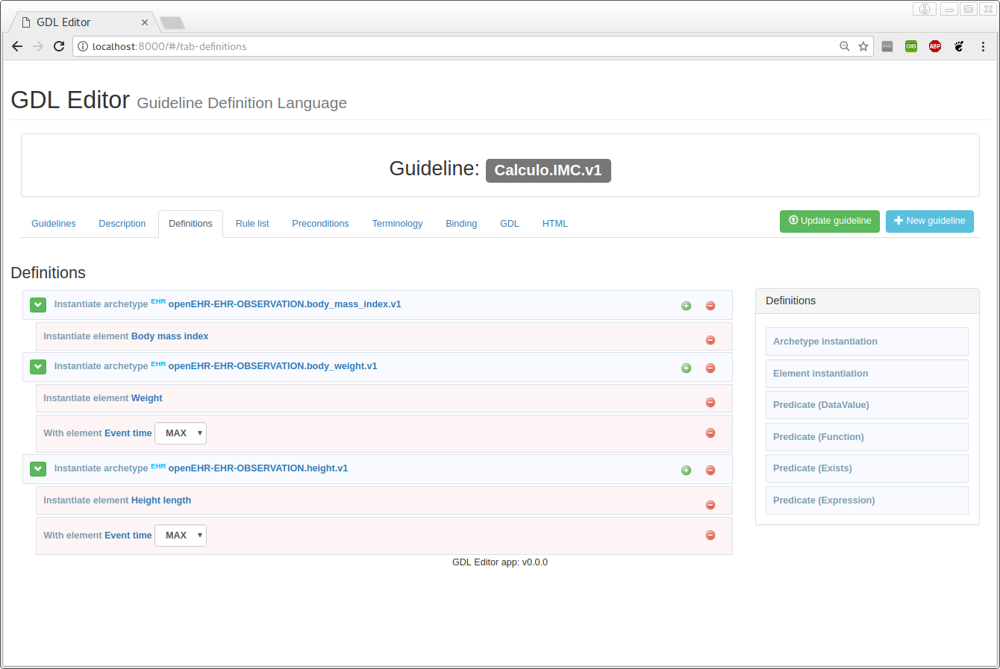 GDL Editor
localhost:8000/#/tab-definitions
CORS
ABP
GDL Editor Guideline Definition Language
Guideline: Calculo.IMC.v1
Guidelines Description Definitions Rule list Preconditions Terminology Binding GDL HTML Update guideline New guideline
Definitions
Instantiate archetype EHR openEHR-EHR-OBSERVATION.body_mass_index.v1
Instantiate element Body mass index
Instantiate archetype EHR openEHR-EHR-OBSERVATION.body_weight.v1
Instantiate element Weight
With element Event time MAX
Instantiate archetype EHR openEHR-EHR-OBSERVATION.height.v1
Instantiate element Height length
With element Event time MAX
Definitions
Archetype instantiation
Element instantiation
Predicate (DataValue)
Predicate (Function)
Predicate (Exists)
Predicate (Expression)
GDL Editor app: v0.0.0